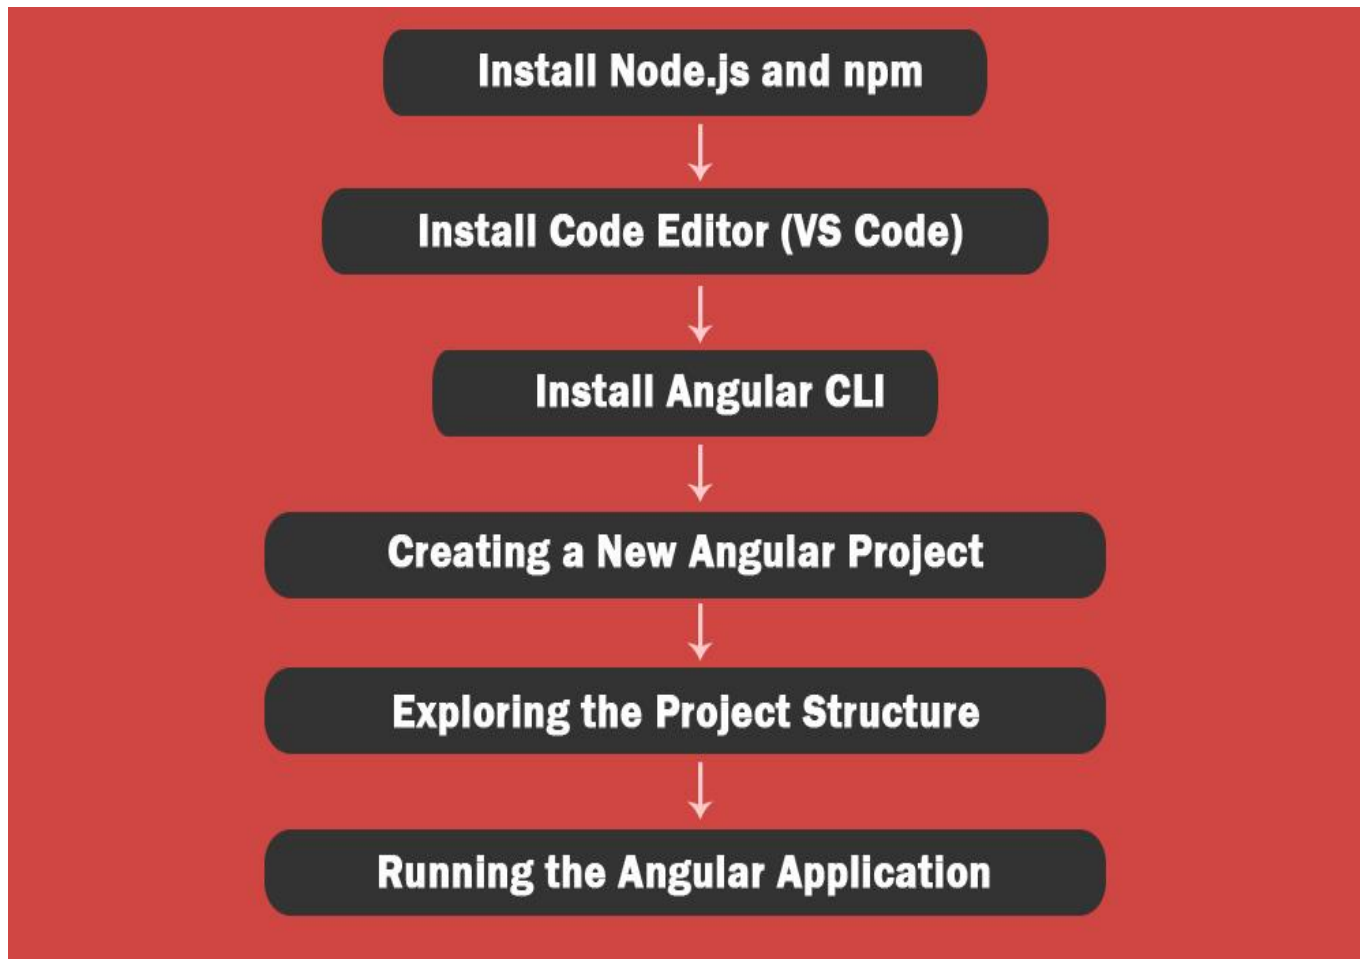 Install Node.js and npm
Install Code Editor (VS Code)
Install Angular CLI
Creating a New Angular Project
Exploring the Project Structure
Running the Angular Application